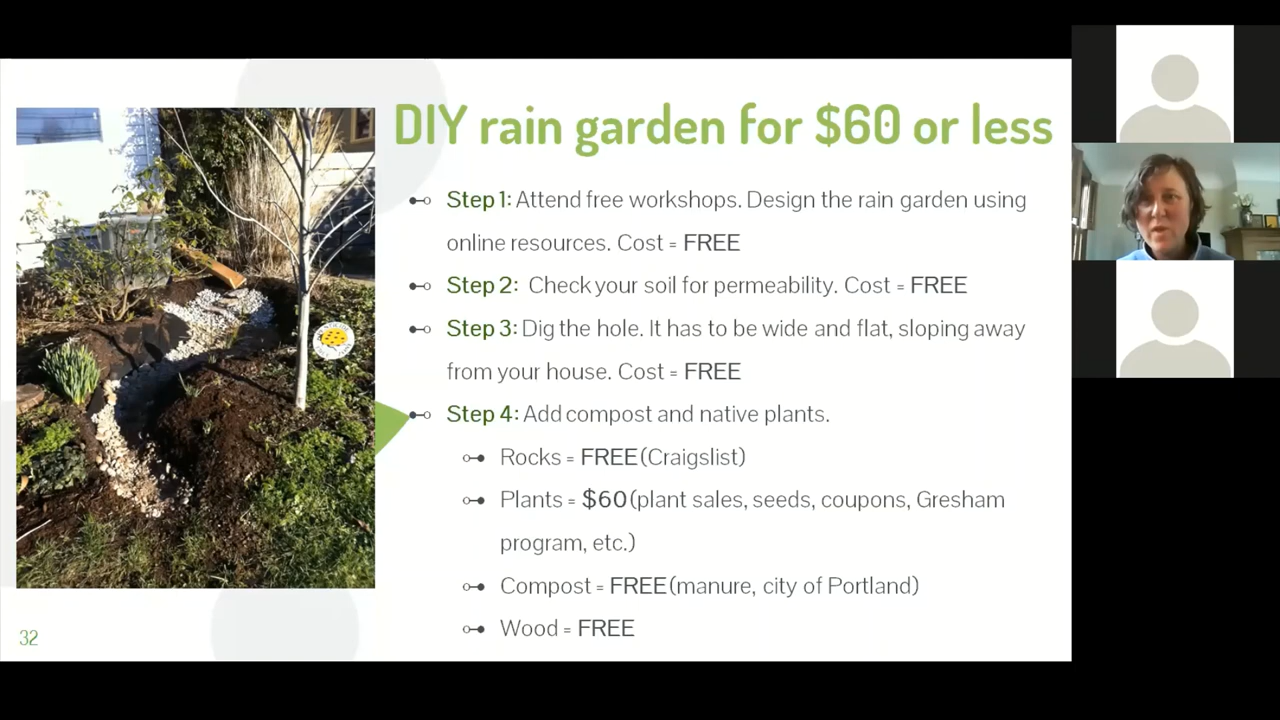 DIY rain garden for $60 or less
Step 1: Attend free workshops. Design the rain garden using
online resources. Cost = FREE
Step 2: Check your soil for permeability. Cost = FREE
Step 3: Dig the hole. It has to be wide and flat, sloping away
from your house. Cost = FREE
Step 4: Add compost and native plants.
Rocks = FREE (Craigslist)
Plants = $60 (plant sales, seeds, coupons, Gresham
program, etc.)
Compost = FREE (manure, city of Portland)
Wood = FREE
32